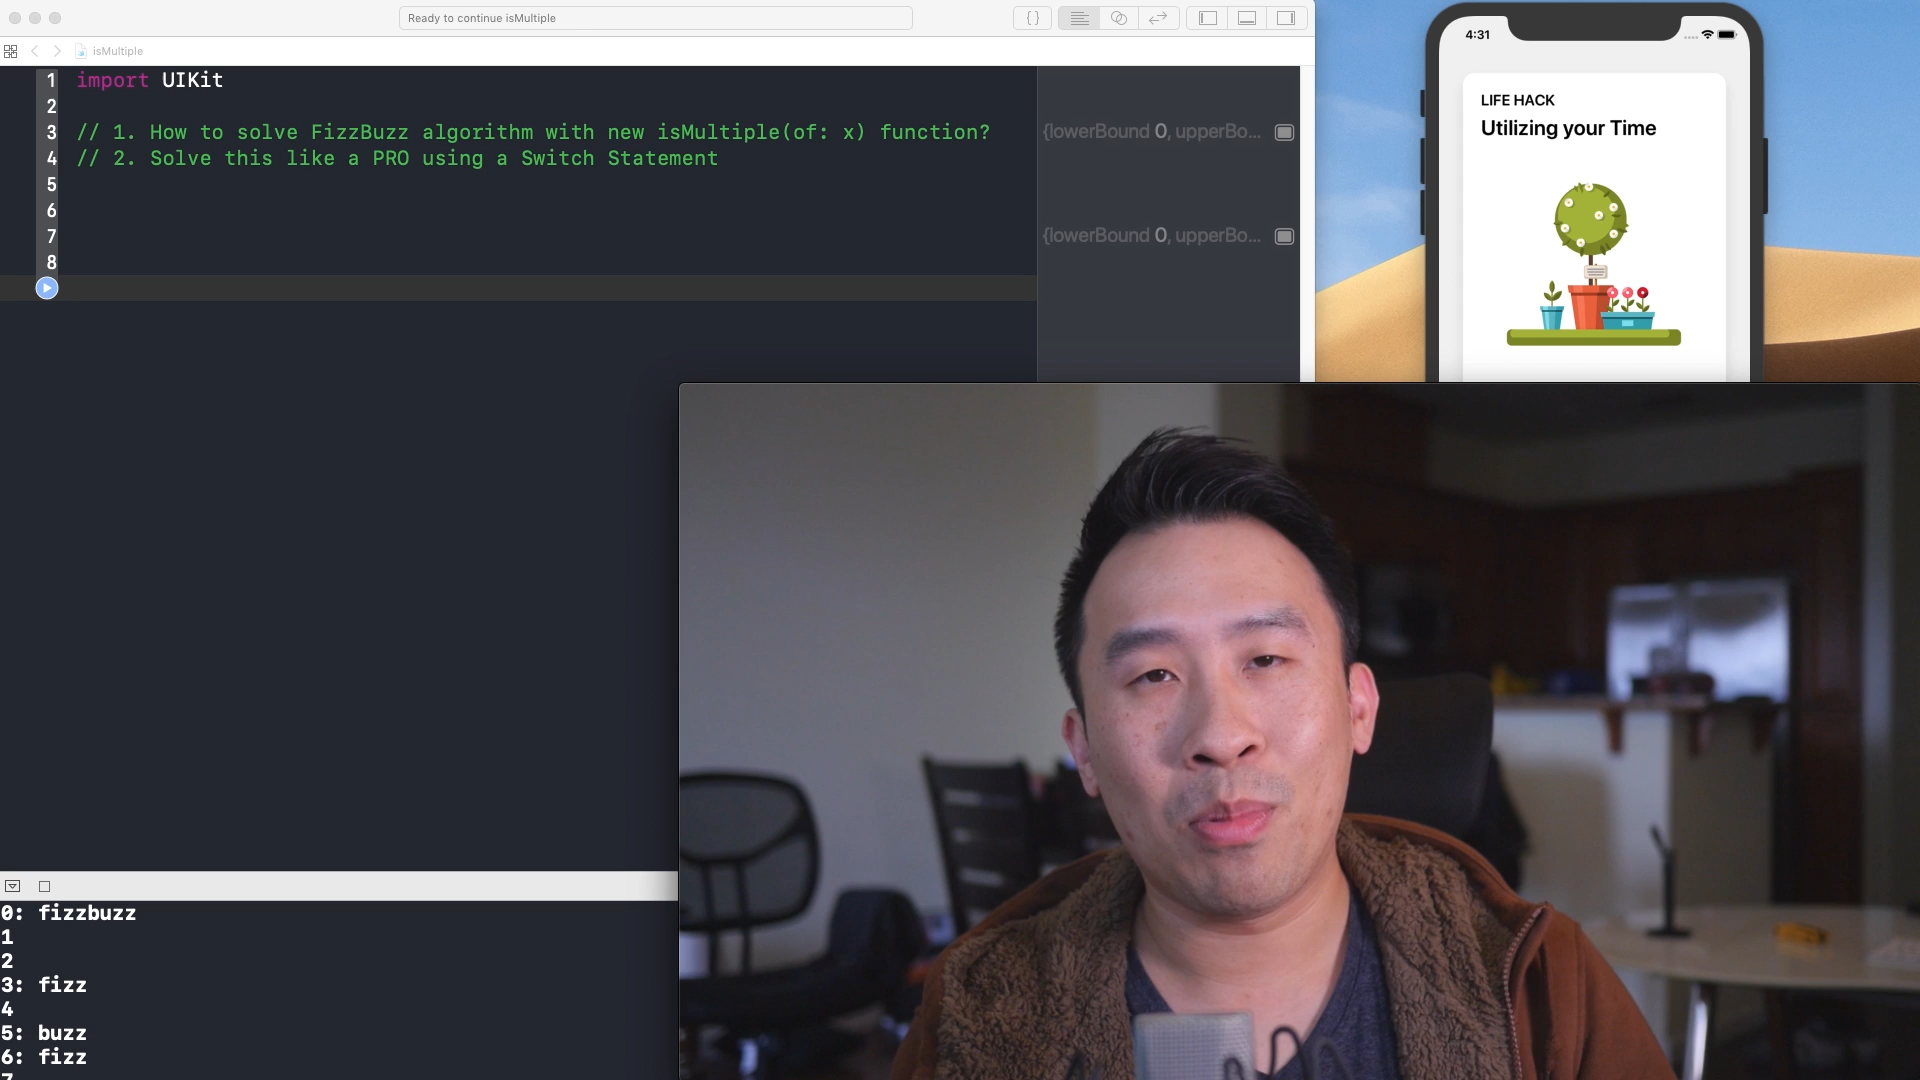 Ready to continue isMultiple
{ }
isMultiple
1 import UIKit
2
3 // 1. How to solve FizzBuzz algorithm with new isMultiple(of: x) function?
4 // 2. Solve this like a PRO using a Switch Statement
5
6
7
8
{lowerBound 0, upperBo...
{lowerBound 0, upperBo...
4:31
LIFE HACK
Utilizing your Time
0: fizzbuzz
1
2
3: fizz
4
5: buzz
6: fizz